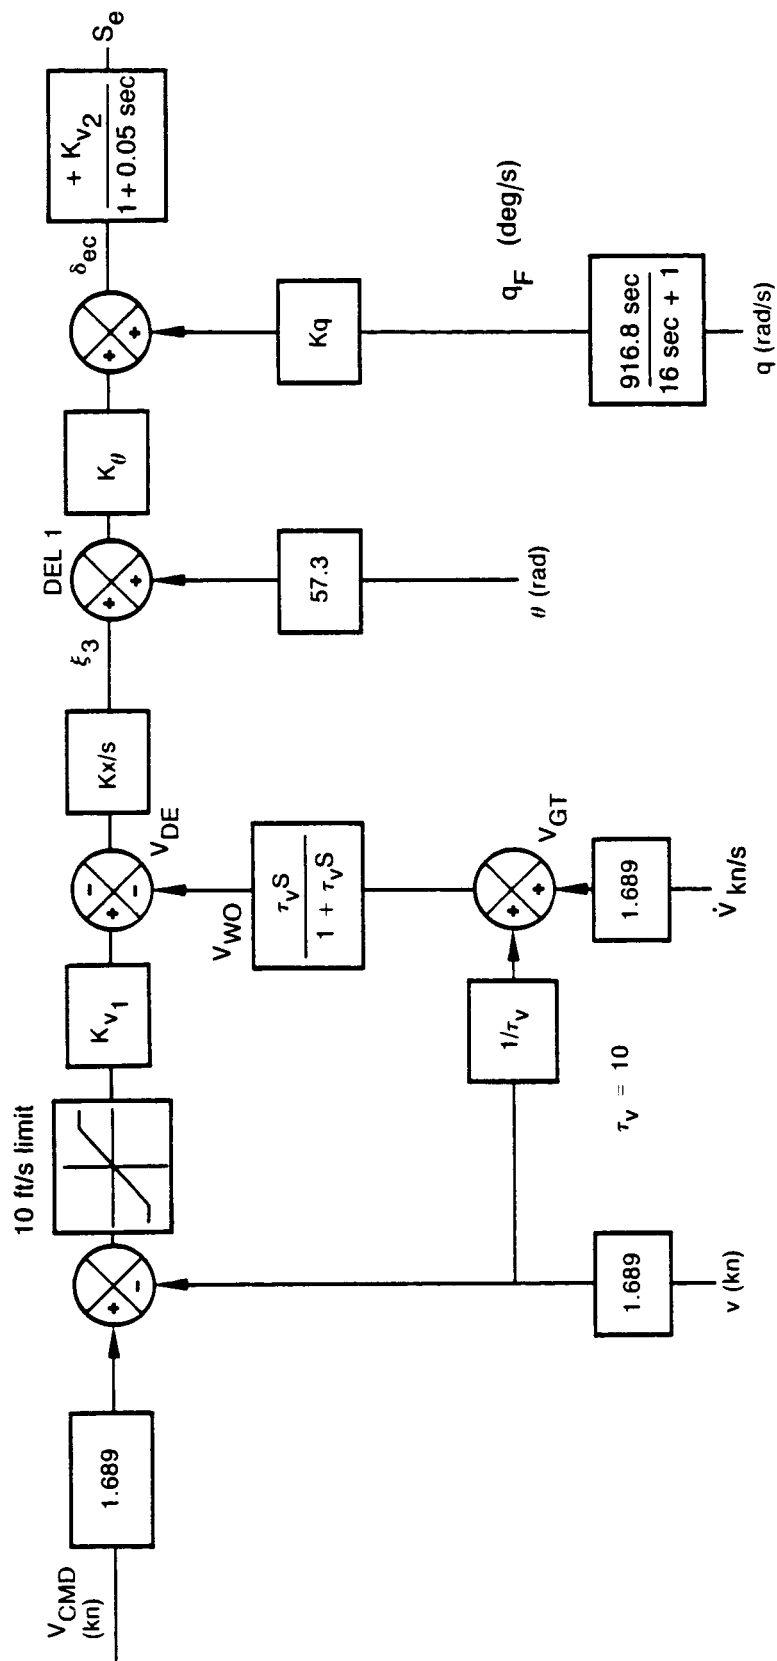 V_CMD
(kn)
1.689
+
-
10 ft/s limit
K_v1
-
+
-
V_DE
Kx/s
ξ_3
DEL 1
+
+
K_θ
+
+
δ_ec
+ K_v2
1 + 0.05 sec
S_e
v (kn)
1.689
1/τ_v
τ_v = 10
V̇ kn/s
1.689
+
+
V_GT
τ_v S
1 + τ_v S
V_WO
θ (rad)
57.3
q (rad/s)
916.8 sec
16 sec + 1
q_F (deg/s)
Kq